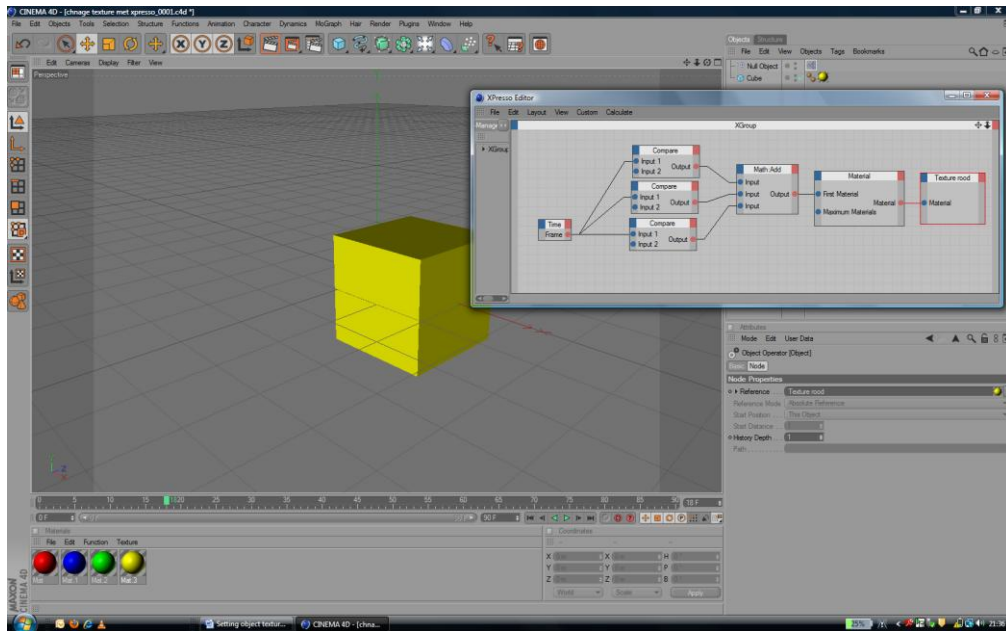 CINEMA 4D - [chnage texture met xpresso_0001.c4d *]
File Edit Objects Tools Selection Structure Functions Animation Character Dynamics MoGraph Hair Render Plugins Window Help
Objects Structure
File Edit View Objects Tags Bookmarks
Null Object
Cube
Edit Cameras Display Filter View
Perspective
XPresso Editor
File Edit Layout View Custom Calculate
XGroup
Compare
Input 1
Input 2
Output
Compare
Input 1
Input 2
Output
Compare
Input 1
Input 2
Output
Time
Frame
Math:Add
Input
Input
Input
Output
Material
First Material
Material
Maximum Materials
Texture rood
Material
Attributes
Mode Edit User Data
Object Operator [Object]
Basic Node
Node Properties
Reference Texture rood
Reference Mode Absolute Reference
Start Position This Object
Start Distance
History Depth 1
Path
Y
Z
X
0 5 10 15 1820 25 30 35 40 45 50 55 60 65 70 75 80 85 90 18 F
0 F 90 F
Materials
File Edit Function Texture
Mat Mat.1 Mat.2 Mat.3
Coordinates
X X H
Y Y P
Z Z B
World Scale Apply
MAXON
CINEMA 4D
Setting object textur... CINEMA 4D - [chna...
25%